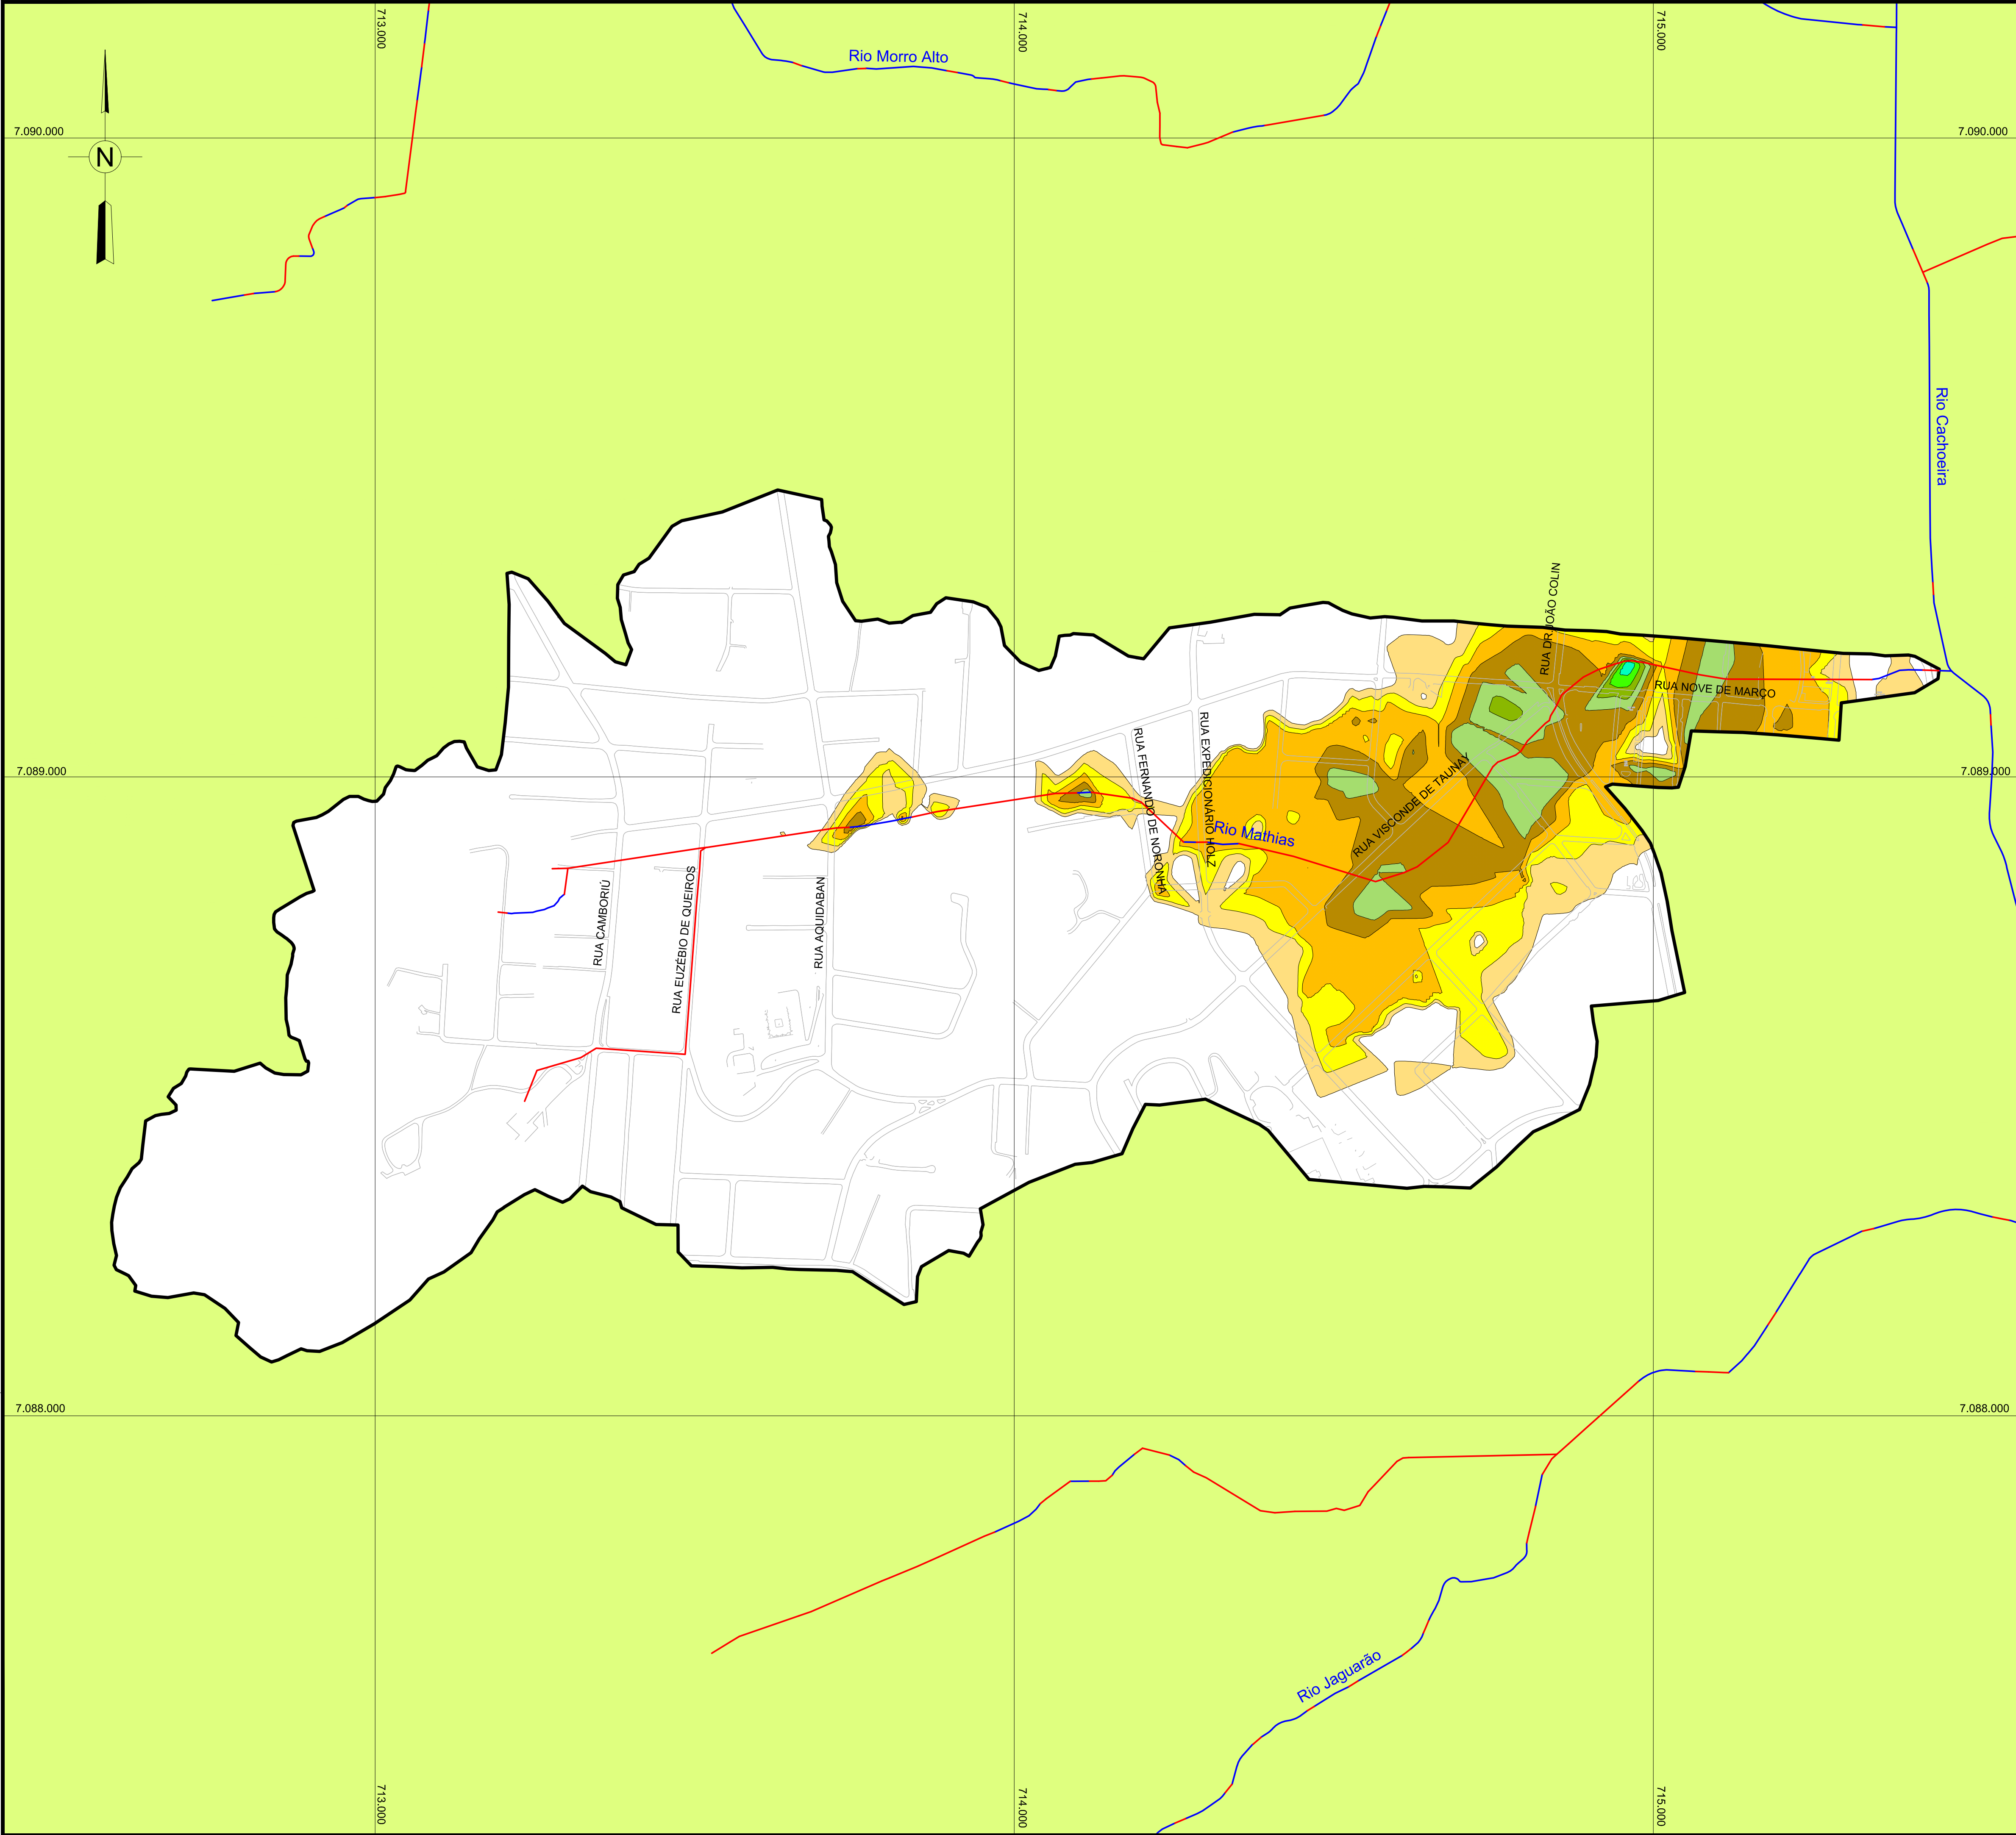 713.000
714.000
715.000
Rio Morro Alto
7.090.000
7.090.000
N
Rio Cachoeira
RUA DR.JOÃO COLIN
RUA NOVE DE MARÇO
7.089.000
7.089.000
RUA FERNANDO DE NORONHA
RUA EXPEDICIONÁRIO HOLZ
RUA VISCONDE DE TAUNAY
Rio Mathias
RUA CAMBORIÚ
RUA EUZÉBIO DE QUEIROS
RUA AQUIDABAN
7.088.000
7.088.000
Rio Jaguarão
713.000
714.000
715.000